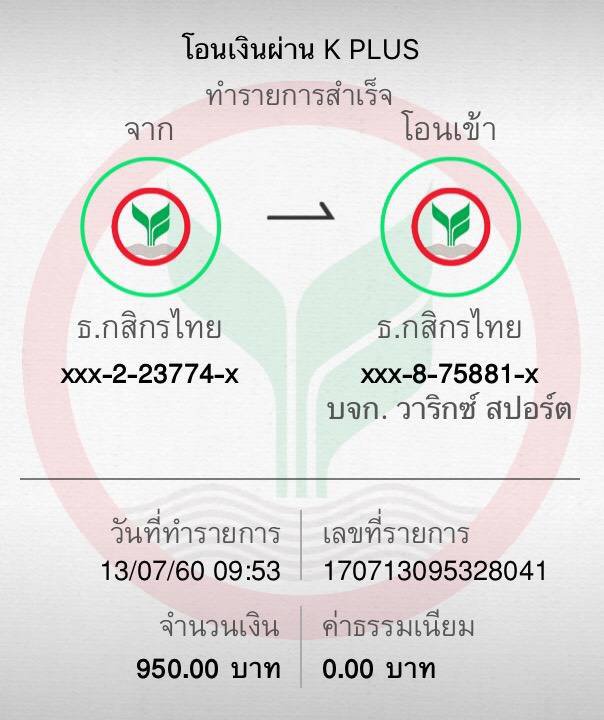 โอนเงินผ่าน K PLUS
ทำรายการสำเร็จ
จาก
โอนเข้า
ธ.กสิกรไทย
ธ.กสิกรไทย
xxx-2-23774-x
xxx-8-75881-x
บจก. วาริกซ์ สปอร์ต
วันที่ทำรายการ
เลขที่รายการ
13/07/60 09:53
170713095328041
จำนวนเงิน
ค่าธรรมเนียม
950.00 บาท
0.00 บาท